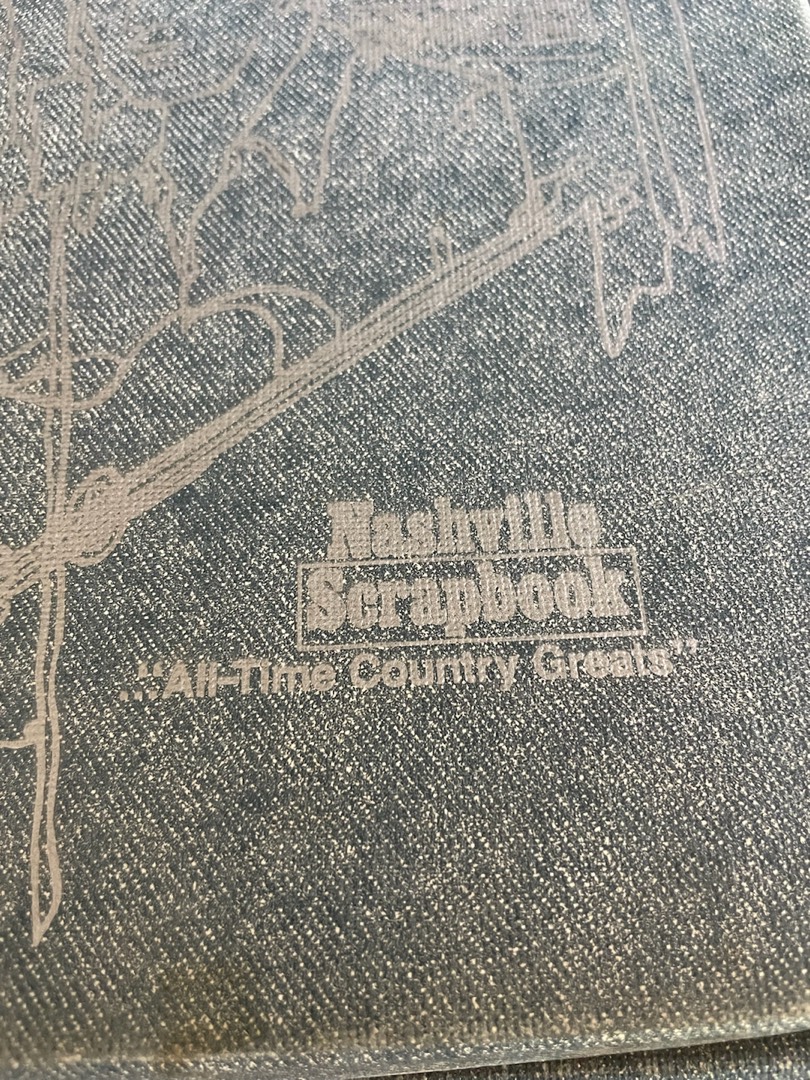 Nashville
Scrapbook
..."All-Time Country Greats"